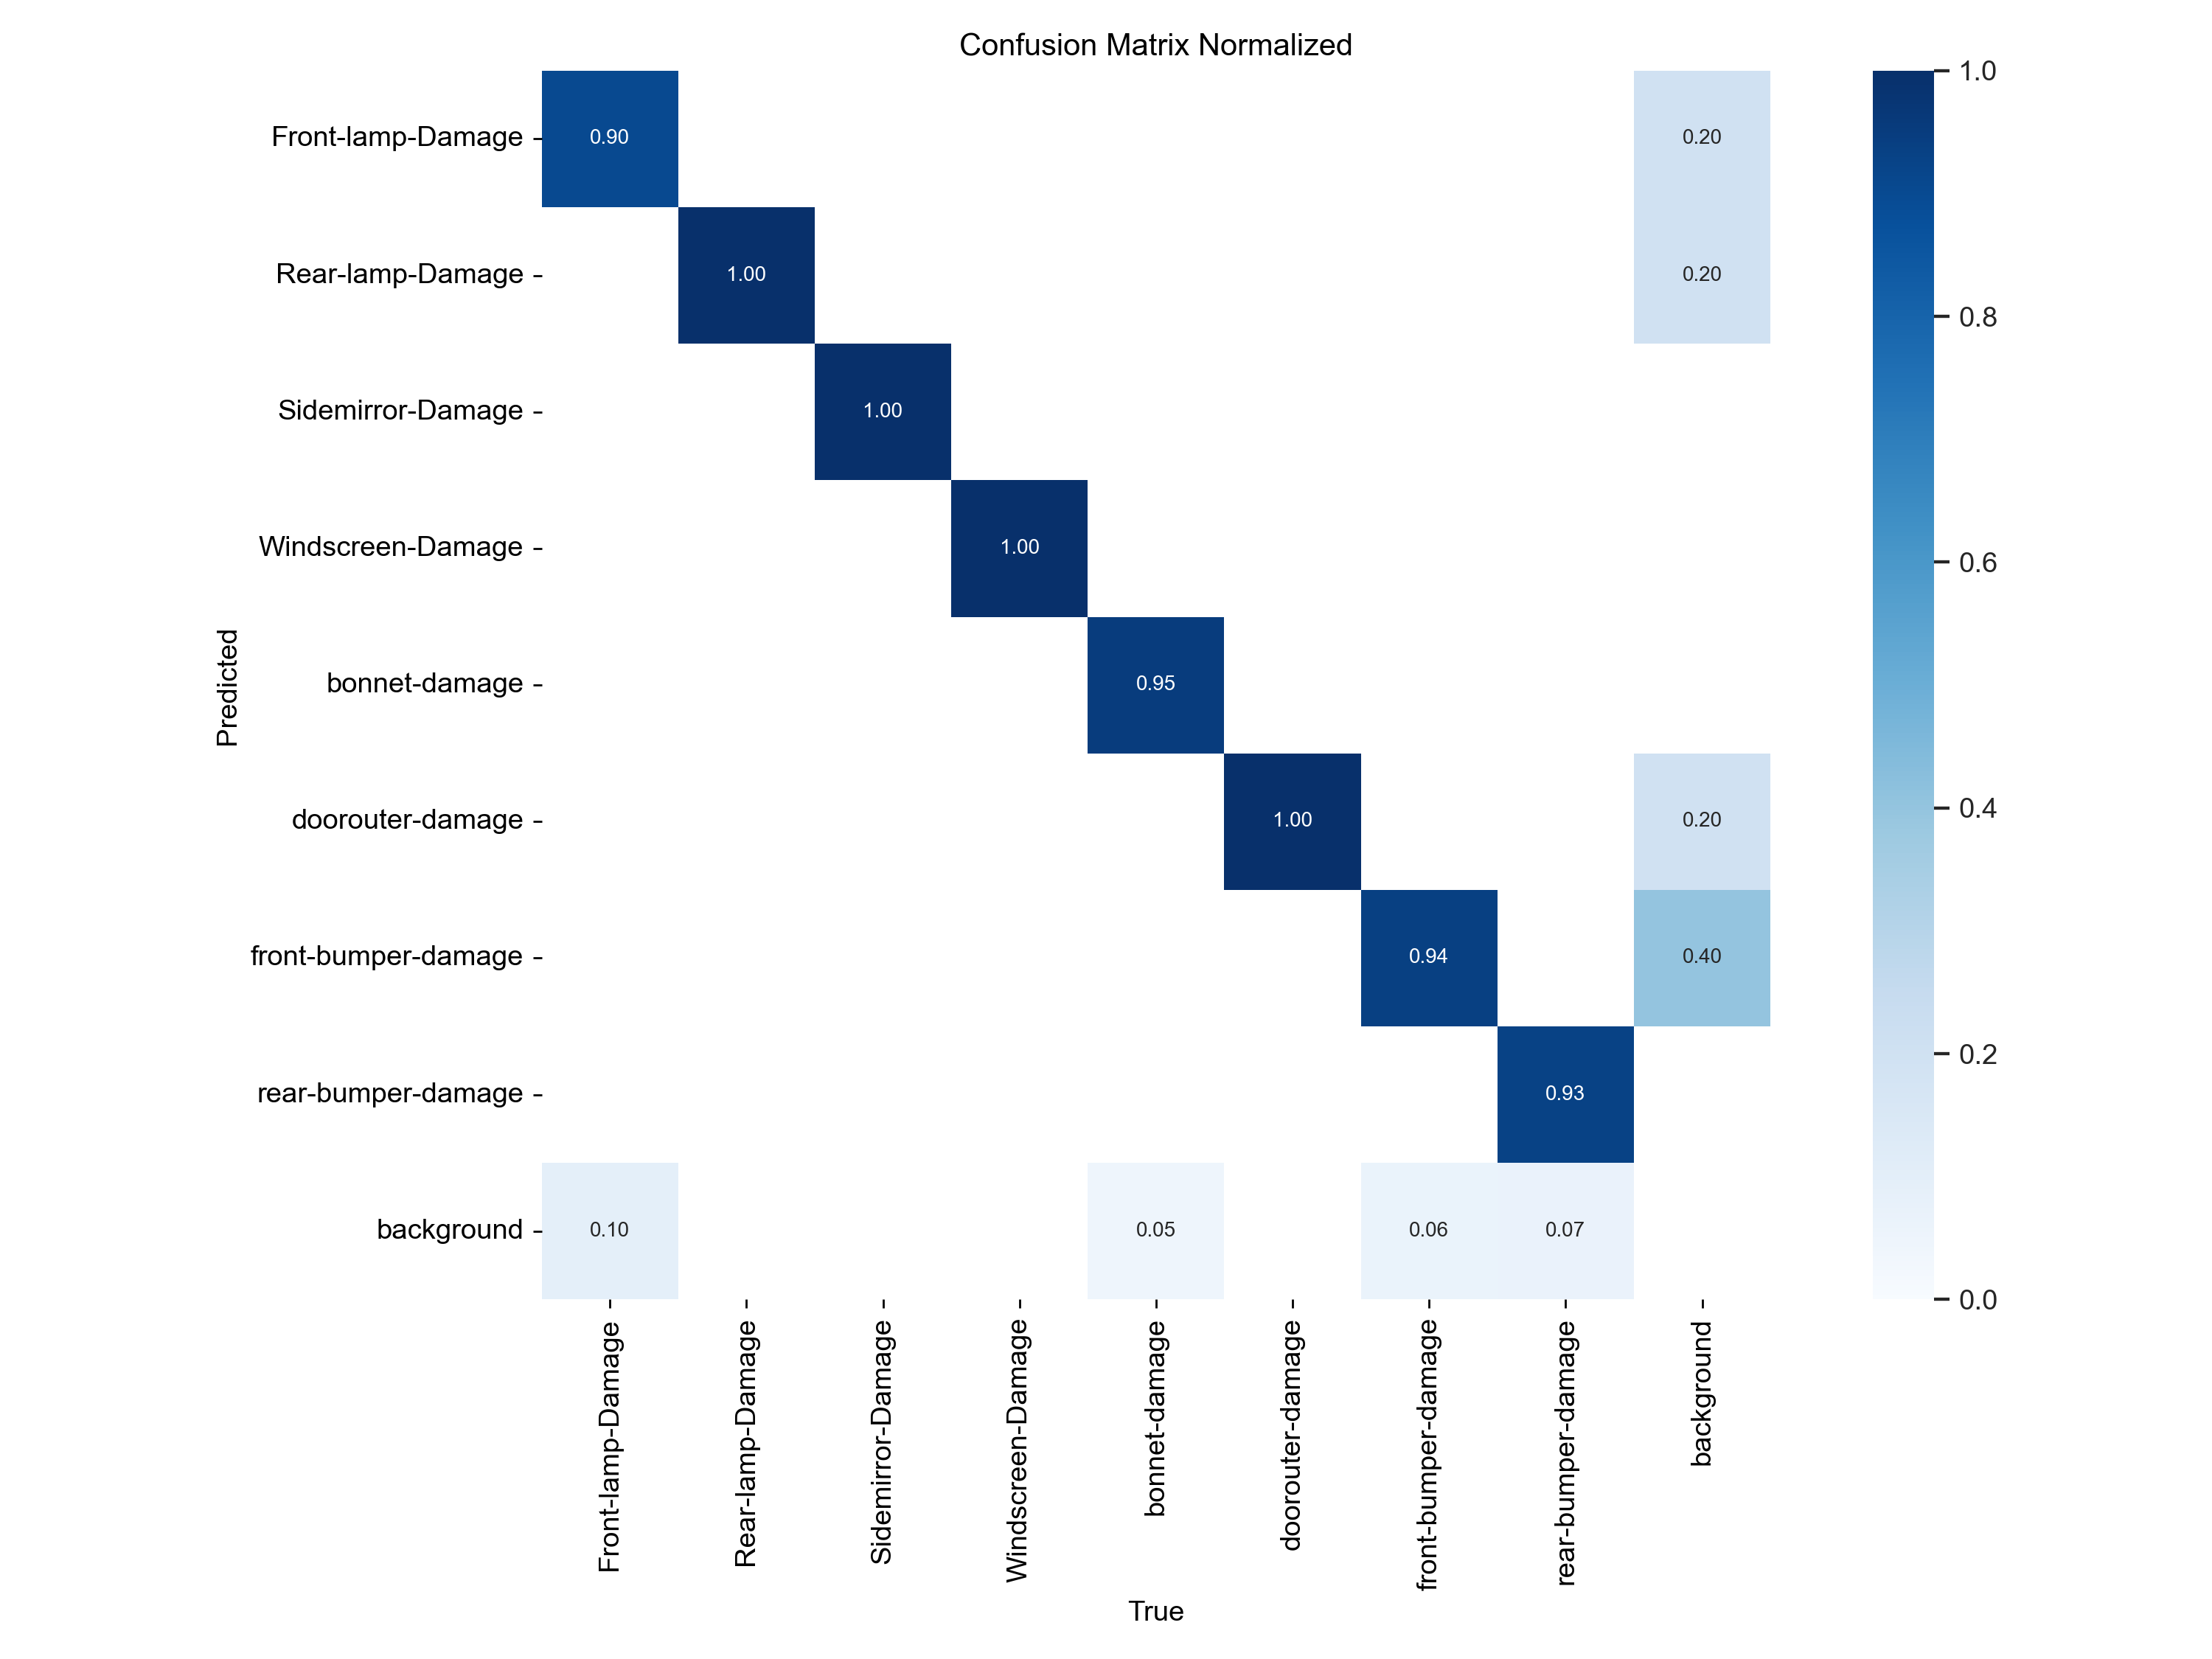 Confusion Matrix Normalized
Predicted
Front-lamp-Damage
0.90
0.20
Rear-lamp-Damage
1.00
0.20
Sidemirror-Damage
1.00
Windscreen-Damage
1.00
bonnet-damage
0.95
doorouter-damage
1.00
0.20
front-bumper-damage
0.94
0.40
rear-bumper-damage
0.93
background
0.10
0.05
0.06
0.07
Front-lamp-Damage
Rear-lamp-Damage
Sidemirror-Damage
Windscreen-Damage
bonnet-damage
doorouter-damage
front-bumper-damage
rear-bumper-damage
background
True
1.0
0.8
0.6
0.4
0.2
0.0